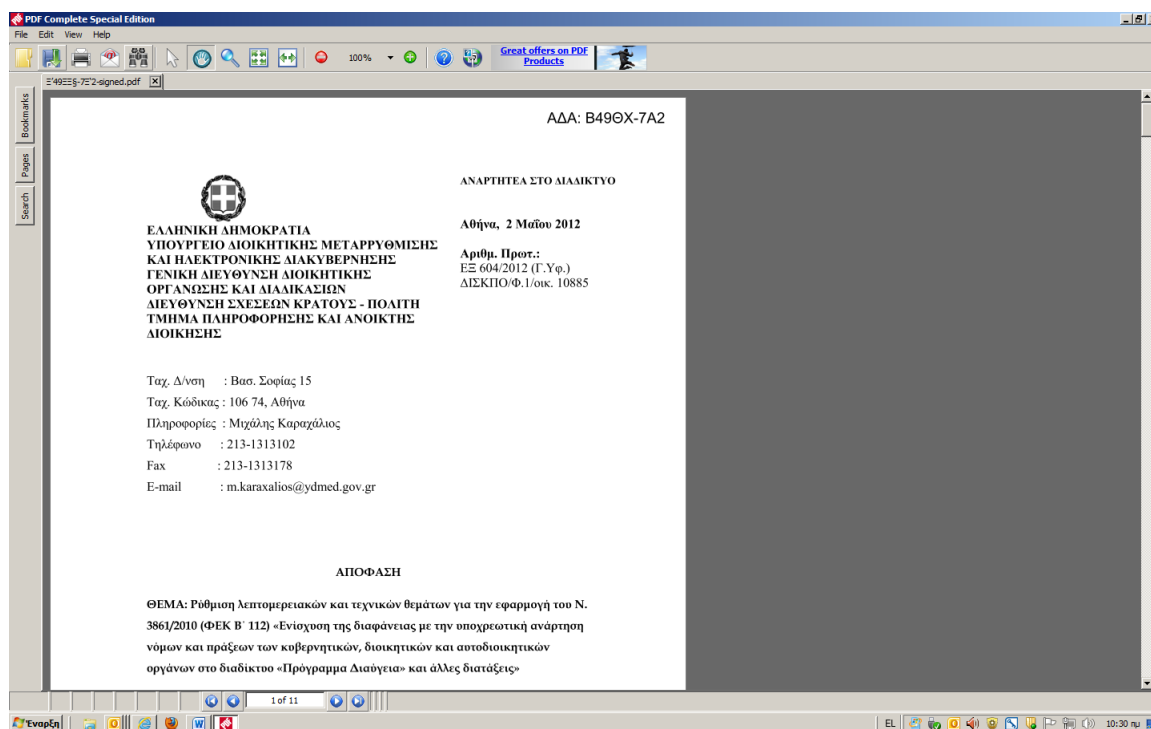 PDF Complete Special Edition
File Edit View Help
100%
Great offers on PDF
Products
Ξ'49ΞΞ§-7Ξ'2-signed.pdf
Bookmarks
Pages
Search
ΑΔΑ: Β49ΘΧ-7Α2
ΑΝΑΡΤΗΤΕΑ ΣΤΟ ΔΙΑΔΙΚΤΥΟ
ΕΛΛΗΝΙΚΗ ΔΗΜΟΚΡΑΤΙΑ
ΥΠΟΥΡΓΕΙΟ ΔΙΟΙΚΗΤΙΚΗΣ ΜΕΤΑΡΡΥΘΜΙΣΗΣ
ΚΑΙ ΗΛΕΚΤΡΟΝΙΚΗΣ ΔΙΑΚΥΒΕΡΝΗΣΗΣ
ΓΕΝΙΚΗ ΔΙΕΥΘΥΝΣΗ ΔΙΟΙΚΗΤΙΚΗΣ
ΟΡΓΑΝΩΣΗΣ ΚΑΙ ΔΙΑΔΙΚΑΣΙΩΝ
ΔΙΕΥΘΥΝΣΗ ΣΧΕΣΕΩΝ ΚΡΑΤΟΥΣ - ΠΟΛΙΤΗ
ΤΜΗΜΑ ΠΛΗΡΟΦΟΡΗΣΗΣ ΚΑΙ ΑΝΟΙΚΤΗΣ
ΔΙΟΙΚΗΣΗΣ
Αθήνα, 2 Μαΐου 2012
Αριθμ. Πρωτ.:
ΕΞ 604/2012 (Γ.Υφ.)
ΔΙΣΚΠΟ/Φ.1/οικ. 10885
Ταχ. Δ/νση : Βασ. Σοφίας 15
Ταχ. Κώδικας : 106 74, Αθήνα
Πληροφορίες : Μιχάλης Καραχάλιος
Τηλέφωνο : 213-1313102
Fax : 213-1313178
E-mail : m.karaxalios@ydmed.gov.gr
ΑΠΟΦΑΣΗ
ΘΕΜΑ: Ρύθμιση λεπτομερειακών και τεχνικών θεμάτων για την εφαρμογή του Ν.
3861/2010 (ΦΕΚ Β΄ 112) «Ενίσχυση της διαφάνειας με την υποχρεωτική ανάρτηση
νόμων και πράξεων των κυβερνητικών, διοικητικών και αυτοδιοικητικών
οργάνων στο διαδίκτυο «Πρόγραμμα Διαύγεια» και άλλες διατάξεις»
1 of 11
Έναρξη
EL
10:30 πμ